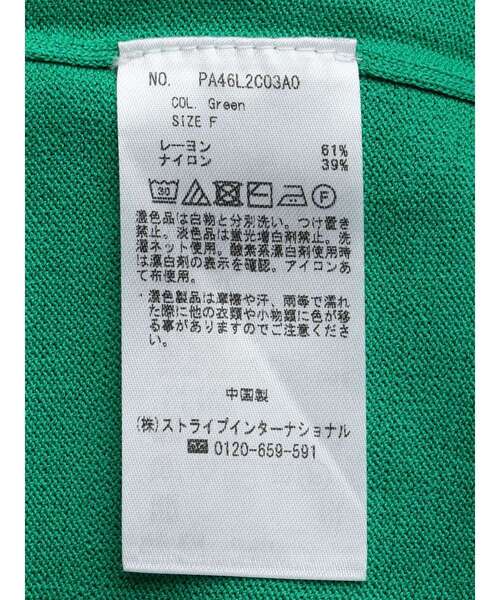 NO. PA46L2C03A0
COL. Green
SIZE F
レーヨン 61%
ナイロン 39%
30 F
濃色品は白物と分別洗い。つけ置き
禁止。淡色品は蛍光増白剤禁止。洗
濯ネット使用。酸素系漂白剤使用時
は漂白剤の表示を確認。アイロンあ
て布使用。
・濃色製品は摩擦や汗、雨等で濡れ
た際に他の衣類や小物類に色が移
る事がありますのでご注意くださ
い。
中国製
(株)ストライプインターナショナル
0120-659-591